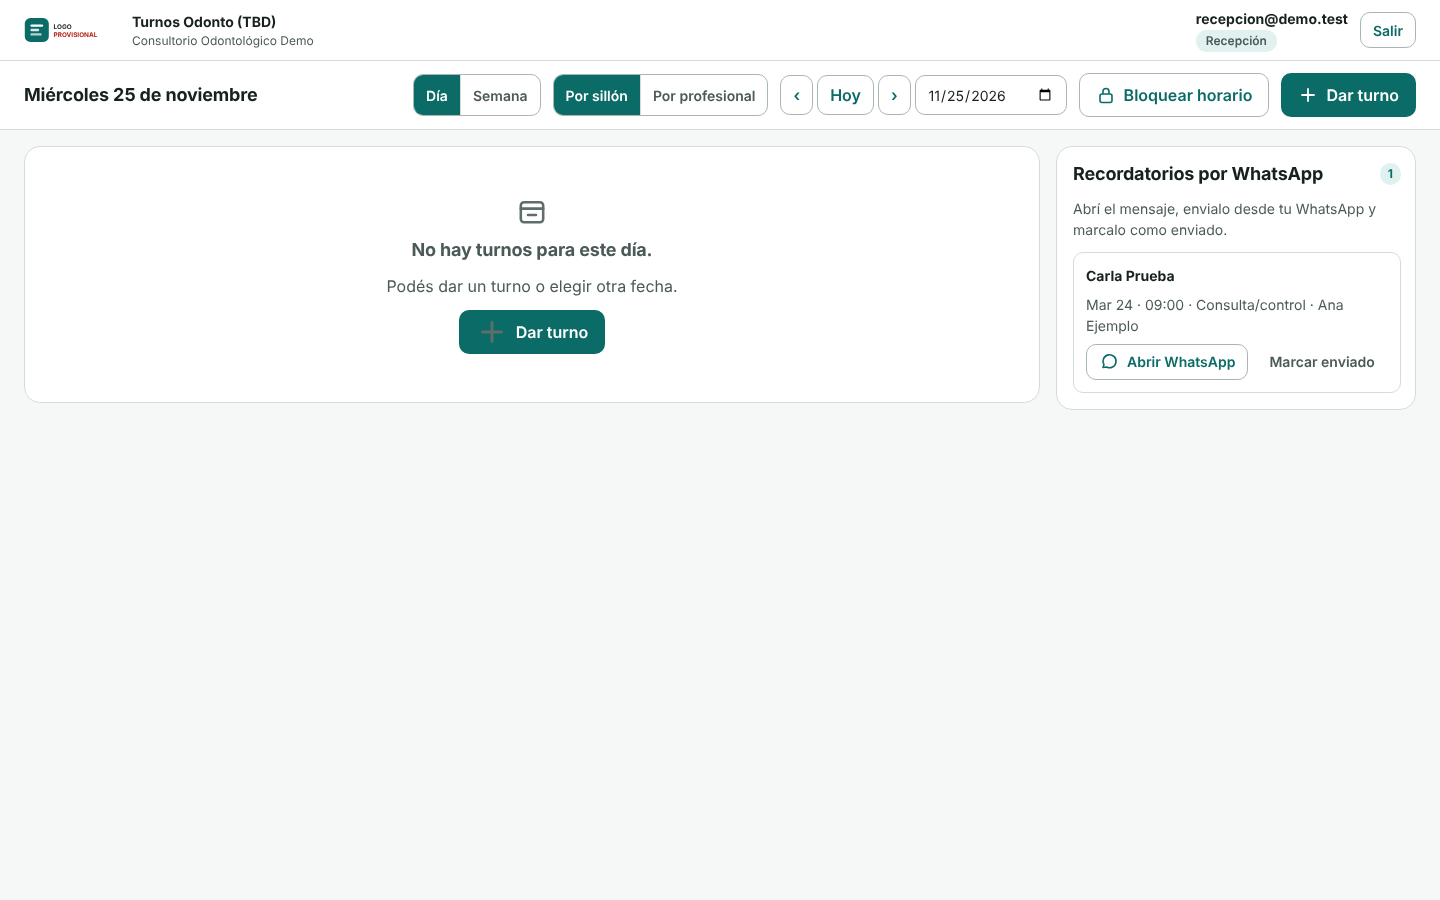 LOGO
PROVISIONAL
Turnos Odonto (TBD)
Consultorio Odontológico Demo
recepcion@demo.test
Recepción
Salir
Miércoles 25 de noviembre
Día
Semana
Por sillón
Por profesional
‹
Hoy
›
11/25/2026
Bloquear horario
Dar turno
No hay turnos para este día.
Podés dar un turno o elegir otra fecha.
Dar turno
Recordatorios por WhatsApp
1
Abrí el mensaje, envialo desde tu WhatsApp y
marcalo como enviado.
Carla Prueba
Mar 24 · 09:00 · Consulta/control · Ana
Ejemplo
Abrir WhatsApp
Marcar enviado